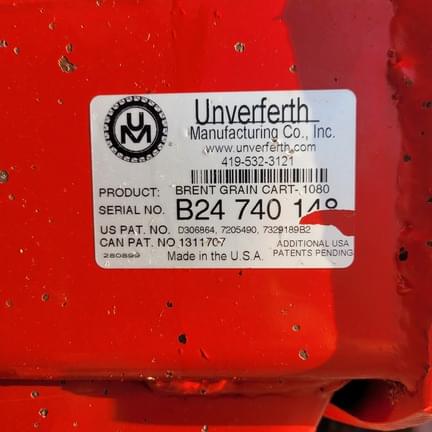 UM
Unverferth
Manufacturing Co., Inc.
www.unverferth.com
419-532-3121
PRODUCT: BRENT GRAIN CART- 1080
SERIAL NO. B24 740 148
US PAT. NO. D306864, 7205490, 7329189B2
CAN PAT. NO 131170-7
ADDITIONAL USA
PATENTS PENDING
280899 Made in the U.S.A.